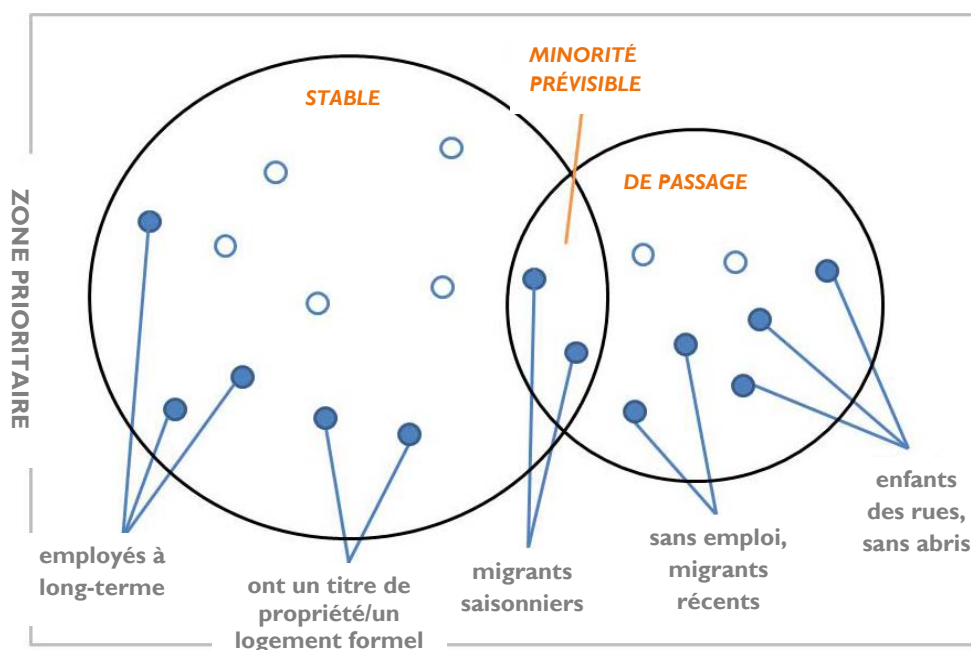 MINORITÉ
PRÉVISIBLE
STABLE
DE PASSAGE
ZONE PRIORITAIRE
employés à
long-terme
ont un titre de
propriété/un
logement formel
migrants
saisonniers
sans emploi,
migrants
récents
enfants
des rues,
sans abris